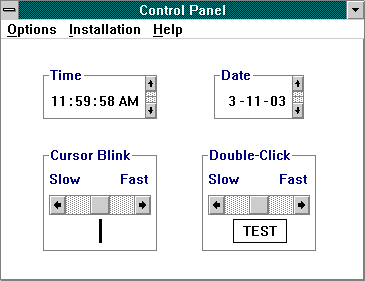 Control Panel
Options Installation Help
Time
11:59:58 AM
Date
3-11-03
Cursor Blink
Slow Fast
Double-Click
Slow Fast
TEST